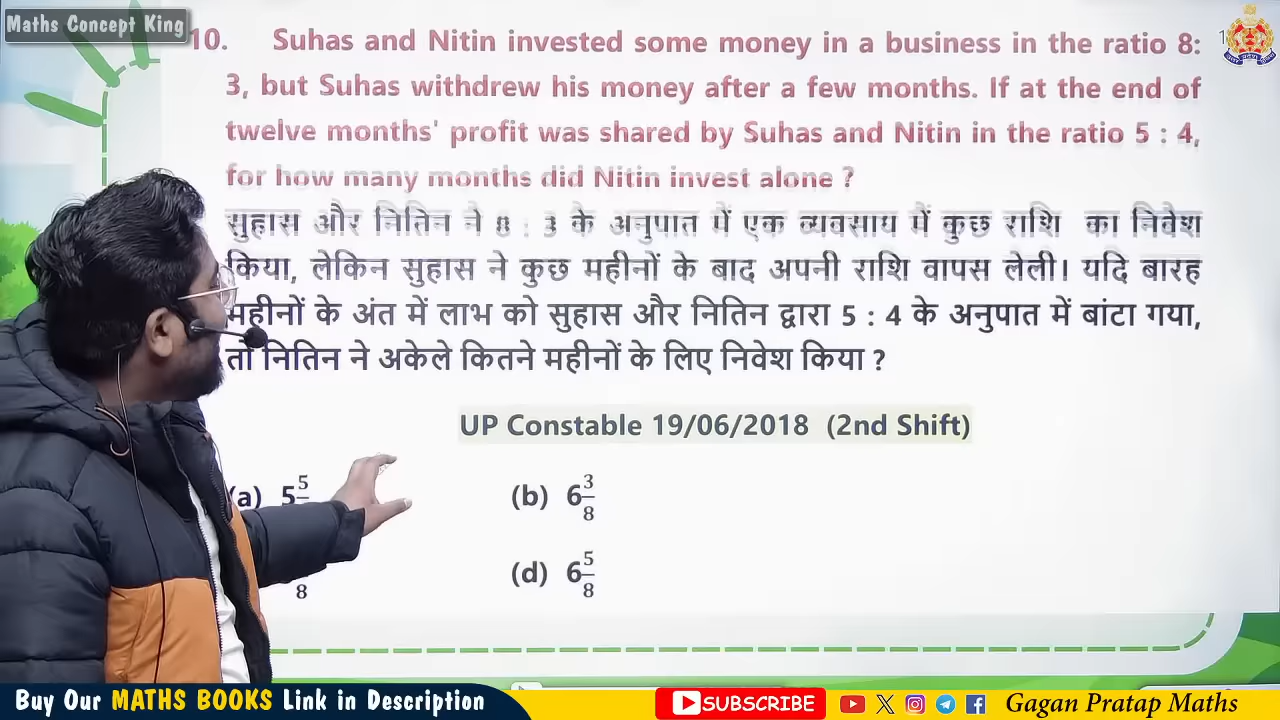 Maths Concept King
10. Suhas and Nitin invested some money in a business in the ratio 8:
3, but Suhas withdrew his money after a few months. If at the end of
twelve months' profit was shared by Suhas and Nitin in the ratio 5 : 4,
for how many months did Nitin invest alone ?
सुहास और नितिन ने 8 : 3 के अनुपात में एक व्यवसाय में कुछ राशि का निवेश
किया, लेकिन सुहास ने कुछ महीनों के बाद अपनी राशि वापस लेली। यदि बारह
महीनों के अंत में लाभ को सुहास और नितिन द्वारा 5 : 4 के अनुपात में बांटा गया,
तो नितिन ने अकेले कितने महीनों के लिए निवेश किया ?
UP Constable 19/06/2018 (2nd Shift)
(a) 5 5/ (b) 6 3/8
8 (d) 6 5/8
Buy Our MATHS BOOKS Link in Description
SUBSCRIBE
Gagan Pratap Maths